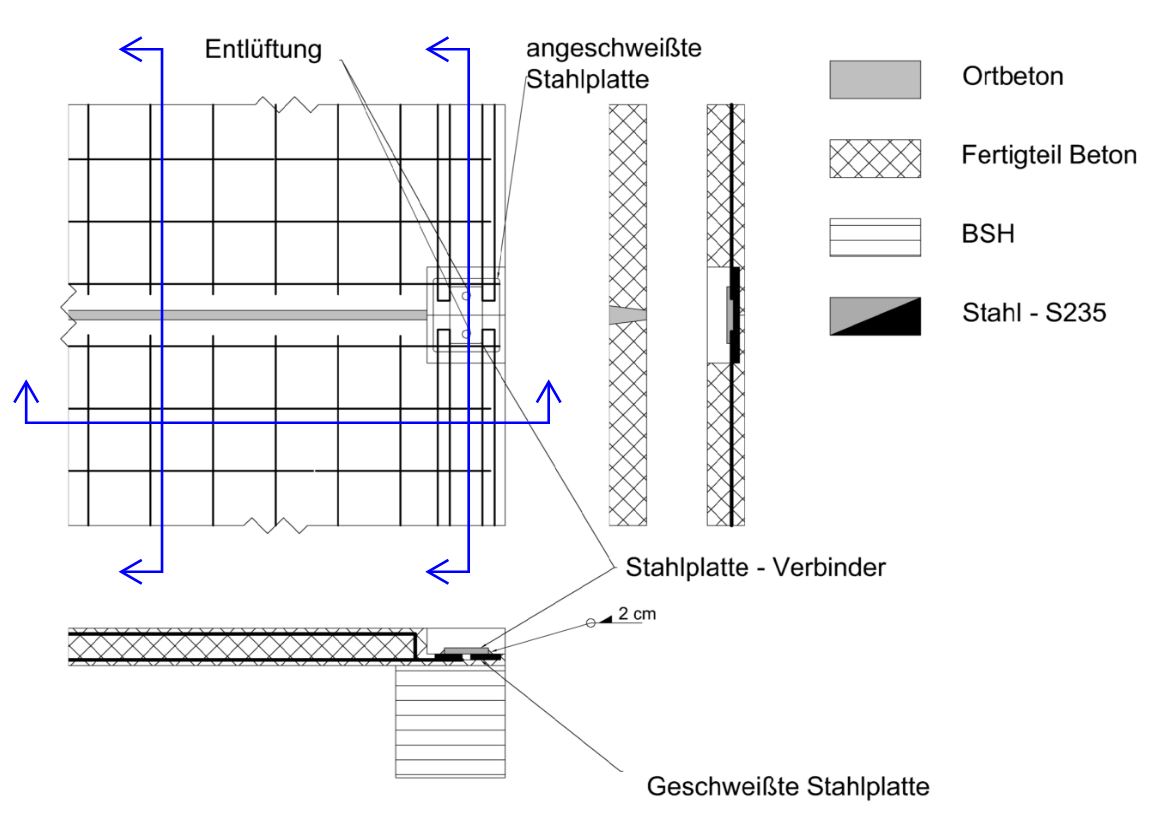 Entlüftung
angeschweißte
Stahlplatte
Ortbeton
Fertigteil Beton
BSH
Stahl - S235
Stahlplatte - Verbinder
2 cm
Geschweißte Stahlplatte